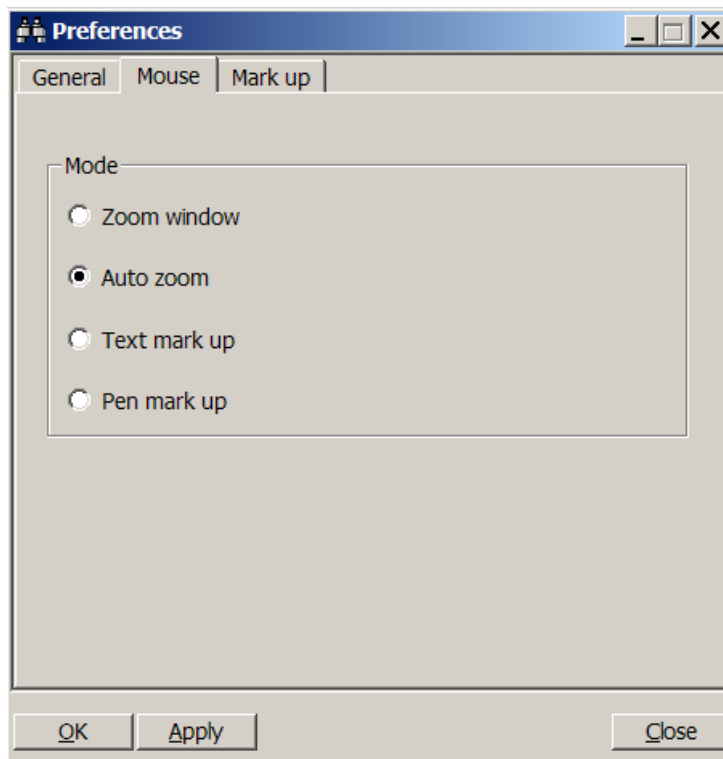 Preferences
General Mouse Mark up
Mode
Zoom window
Auto zoom
Text mark up
Pen mark up
OK Apply Close